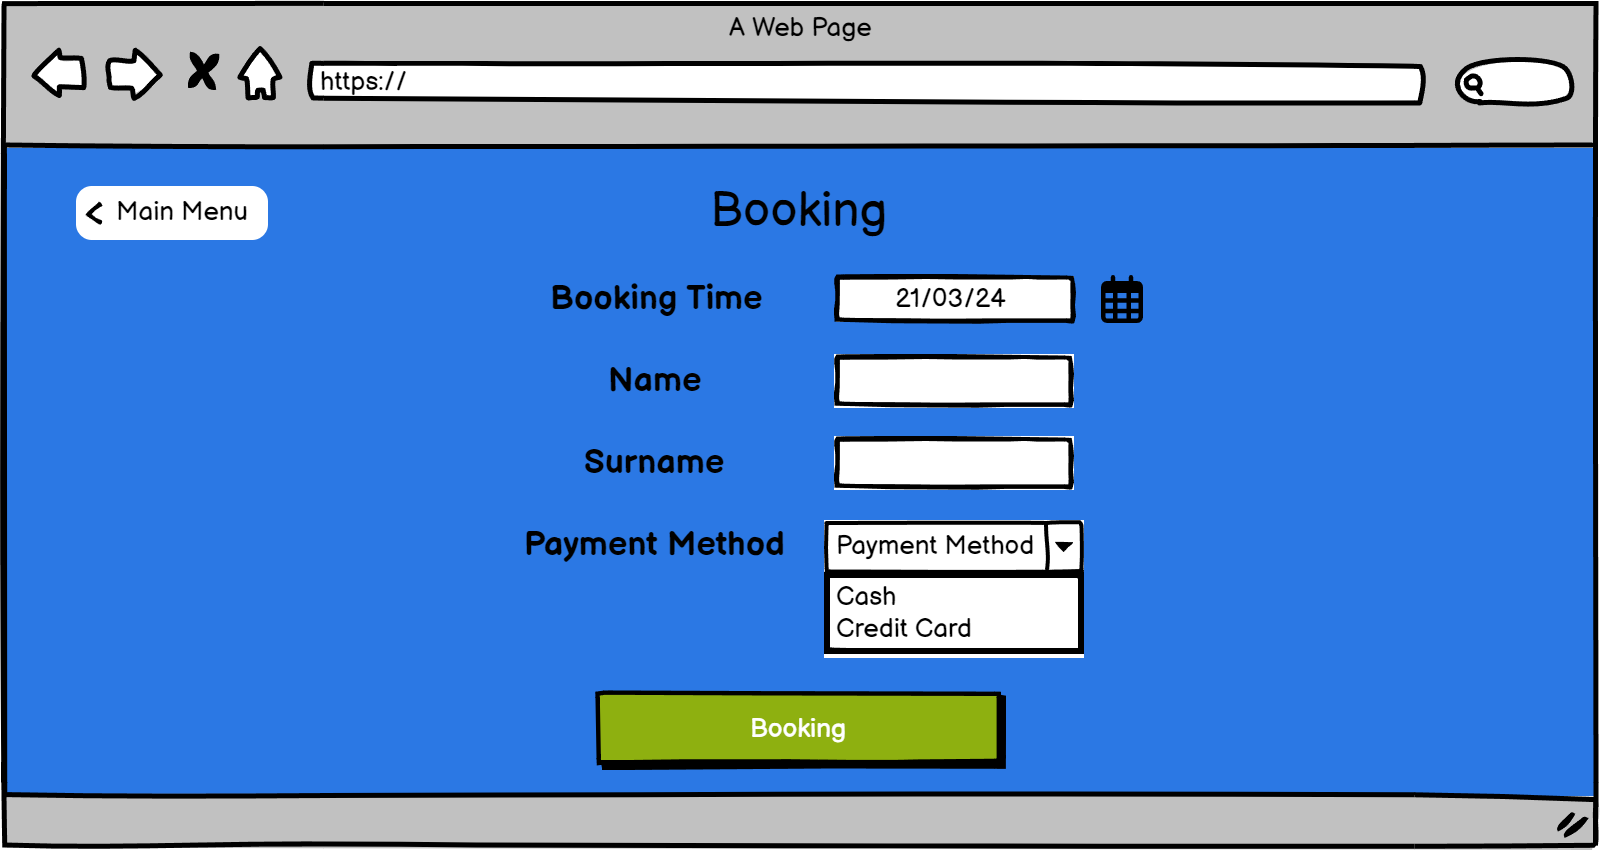 A Web Page
https://
Main Menu
Booking
Booking Time
21/03/24
Name
Surname
Payment Method
Payment Method
Cash
Credit Card
Booking